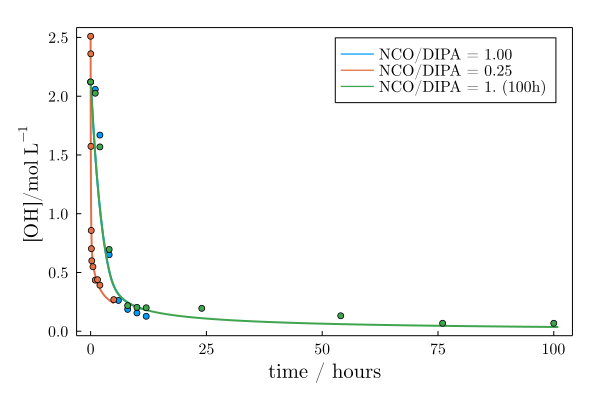 NCO/DIPA = 1.00
NCO/DIPA = 0.25
NCO/DIPA = 1. (100h)
[OH]/mol L⁻¹
2.5
2.0
1.5
1.0
0.5
0.0
0 25 50 75 100
time / hours